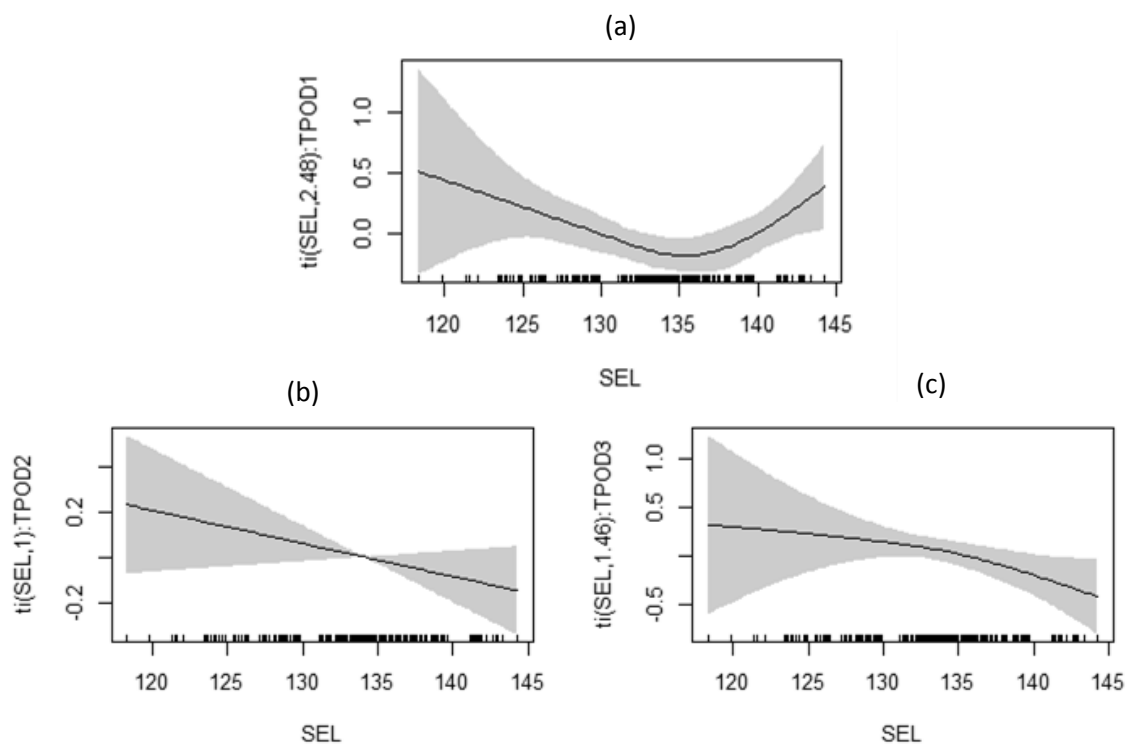 (a)
ti(SEL,2.48):TPOD1
1.0
0.5
0.0
120 125 130 135 140 145
SEL
(b)
ti(SEL,1):TPOD2
0.2
-0.2
120 125 130 135 140 145
SEL
(c)
ti(SEL,1.46):TPOD3
1.0
0.5
-0.5
120 125 130 135 140 145
SEL